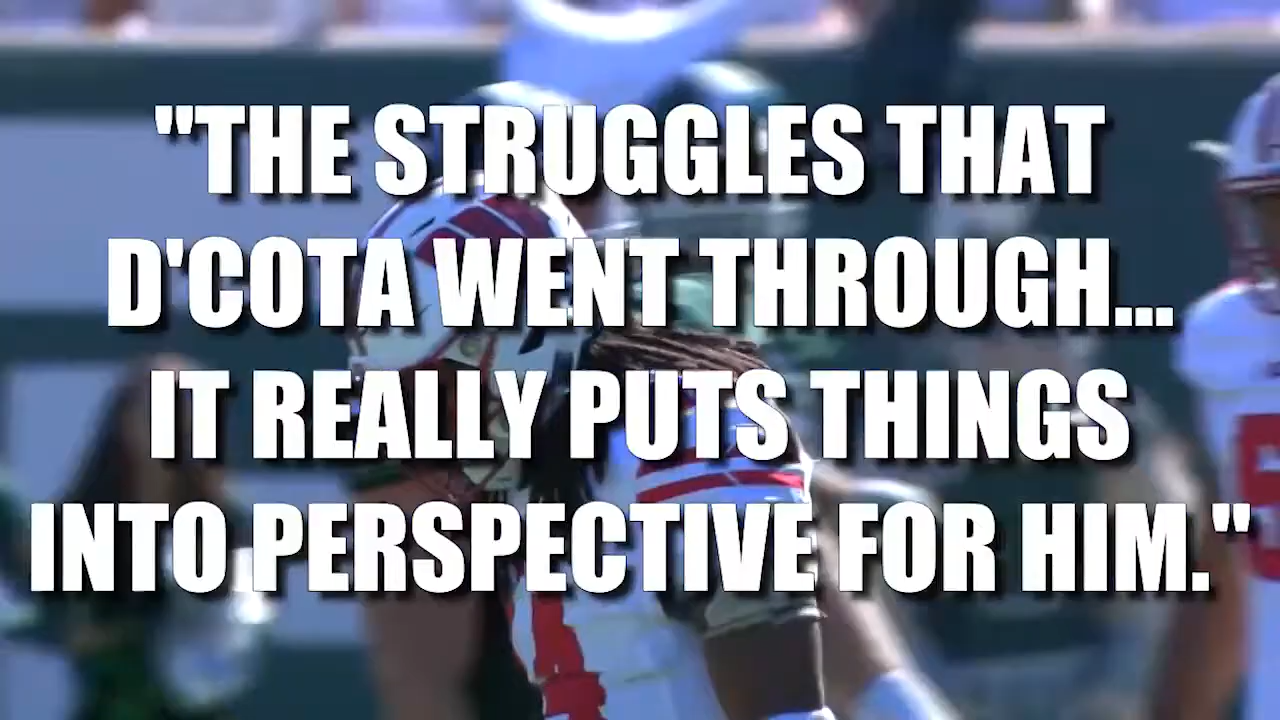 "THE STRUGGLES THAT
D'COTA WENT THROUGH...
IT REALLY PUTS THINGS
INTO PERSPECTIVE FOR HIM."